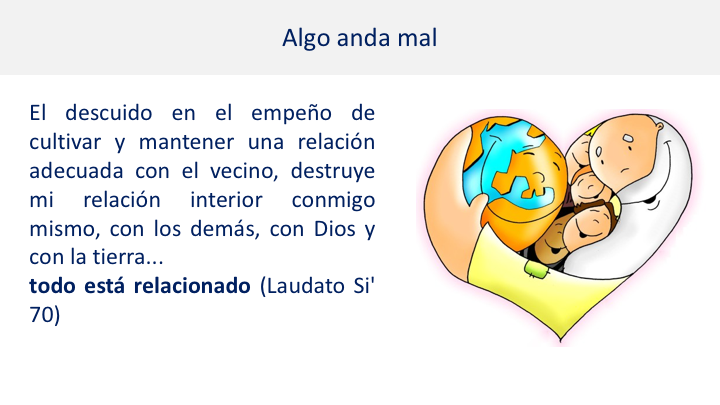 Algo anda mal
El descuido en el empeño de
cultivar y mantener una relación
adecuada con el vecino, destruye
mi relación interior conmigo
mismo, con los demás, con Dios y
con la tierra...
todo está relacionado (Laudato Si'
70)